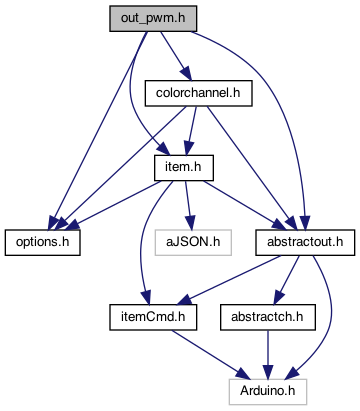 out_pwm.h
colorchannel.h
item.h
options.h
aJSON.h
abstractout.h
itemCmd.h
abstractch.h
Arduino.h